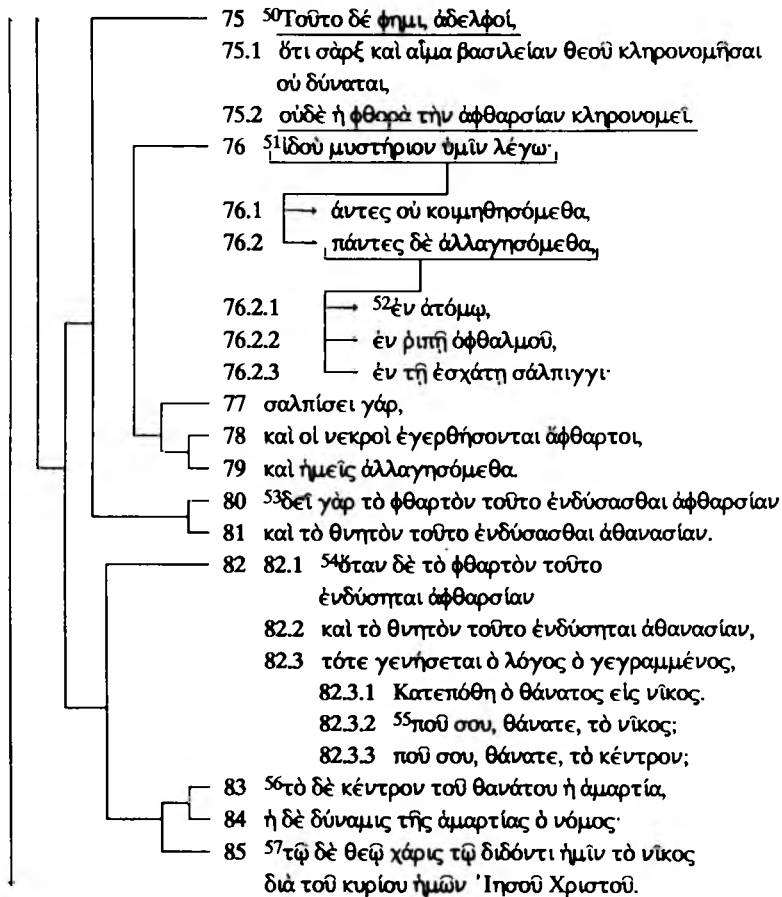 75 ⁵⁰Τοῦτο δέ φημι, ἀδελφοί,
75.1 ὅτι σὰρξ καὶ αἷμα βασιλείαν θεοῦ κληρονομῆσαι
οὐ δύναται,
75.2 οὐδὲ ἡ φθορὰ τὴν ἀφθαρσίαν κληρονομεῖ.
76 ⁵¹ἰδοὺ μυστήριον ὑμῖν λέγω·
76.1 άντες οὐ κοιμηθησόμεθα,
76.2 πάντες δὲ ἀλλαγησόμεθα,
76.2.1 ⁵²ἐν ἀτόμῳ,
76.2.2 ἐν ῥιπῇ ὀφθαλμοῦ,
76.2.3 ἐν τῇ ἐσχάτῃ σάλπιγγι·
77 σαλπίσει γάρ,
78 καὶ οἱ νεκροὶ ἐγερθήσονται ἄφθαρτοι,
79 καὶ ἡμεῖς ἀλλαγησόμεθα.
80 ⁵³δεῖ γὰρ τὸ φθαρτὸν τοῦτο ἐνδύσασθαι ἀφθαρσίαν
81 καὶ τὸ θνητὸν τοῦτο ἐνδύσασθαι ἀθανασίαν.
82 82.1 ⁵⁴ὅταν δὲ τὸ φθαρτὸν τοῦτο
ἐνδύσηται ἀφθαρσίαν
82.2 καὶ τὸ θνητὸν τοῦτο ἐνδύσηται ἀθανασίαν,
82.3 τότε γενήσεται ὁ λόγος ὁ γεγραμμένος,
82.3.1 Κατεπόθη ὁ θάνατος εἰς νῖκος.
82.3.2 ⁵⁵ποῦ σου, θάνατε, τὸ νῖκος;
82.3.3 ποῦ σου, θάνατε, τὸ κέντρον;
83 ⁵⁶τὸ δὲ κέντρον τοῦ θανάτου ἡ ἁμαρτία,
84 ἡ δὲ δύναμις τῆς ἁμαρτίας ὁ νόμος·
85 ⁵⁷τῷ δὲ θεῷ χάρις τῷ διδόντι ἡμῖν τὸ νῖκος
διὰ τοῦ κυρίου ἡμῶν Ἰησοῦ Χριστοῦ.